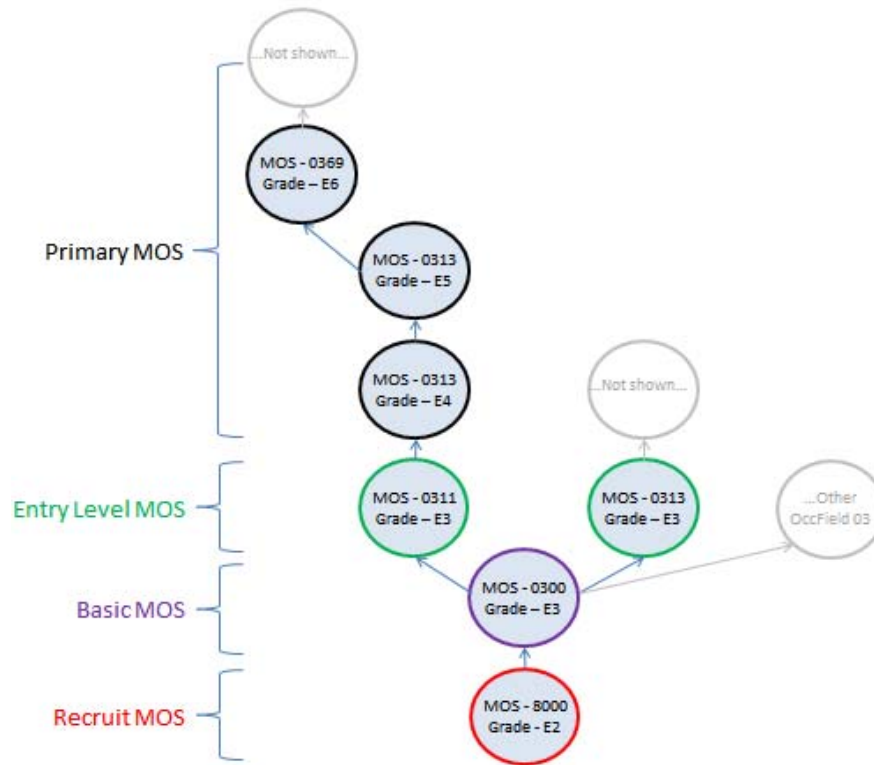 ...Not shown...
MOS - 0369
Grade – E6
Primary MOS
MOS - 0313
Grade – E5
MOS - 0313
Grade – E4
...Not shown...
Entry Level MOS
MOS - 0311
Grade – E3
MOS - 0313
Grade – E3
...Other
OccField 03
Basic MOS
MOS - 0300
Grade – E3
Recruit MOS
MOS - 8000
Grade - E2